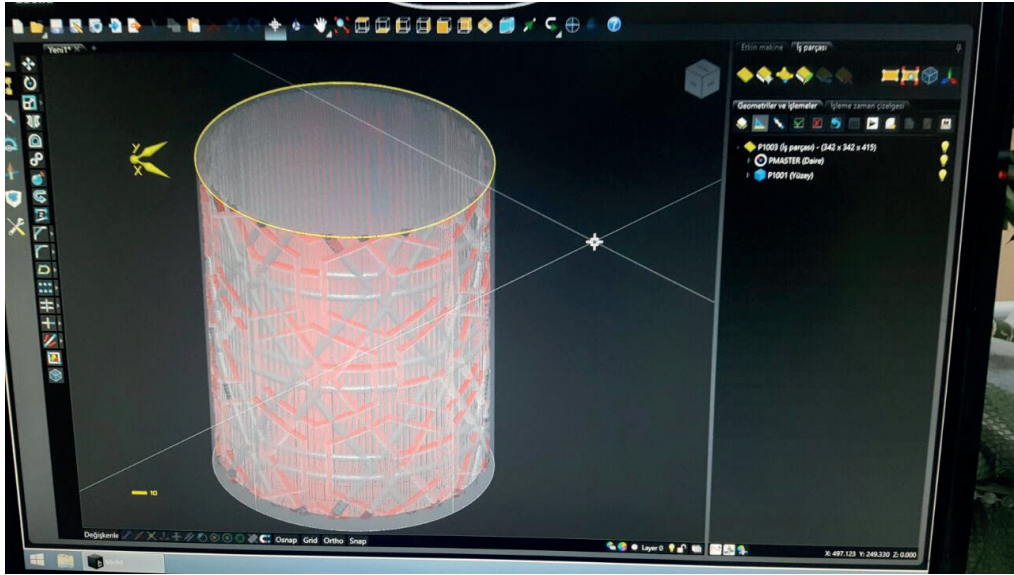 Yeni1*
Etkin makine
İş parçası
Geometriler ve işlemeler
İşleme zaman çizelgesi
P1003 (İş parçası) - (342 x 342 x 415)
PMASTER (Daire)
P1001 (Yüzey)
Y
X
10
Değişkenle
Osnap Grid Ortho Snap
Layer 0
X: 497.123 Y: 249.330 Z: 0.000